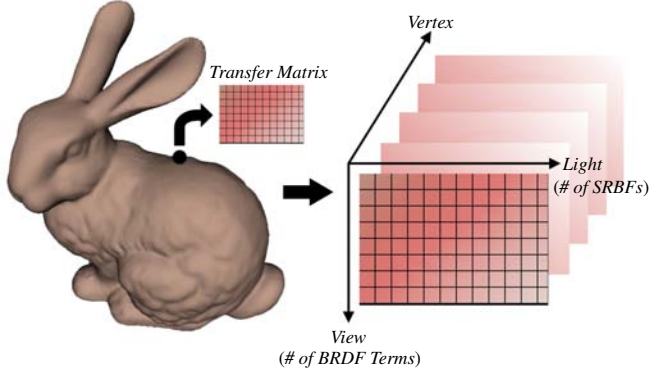 Vertex
Transfer Matrix
Light
(# of SRBFs)
View
(# of BRDF Terms)